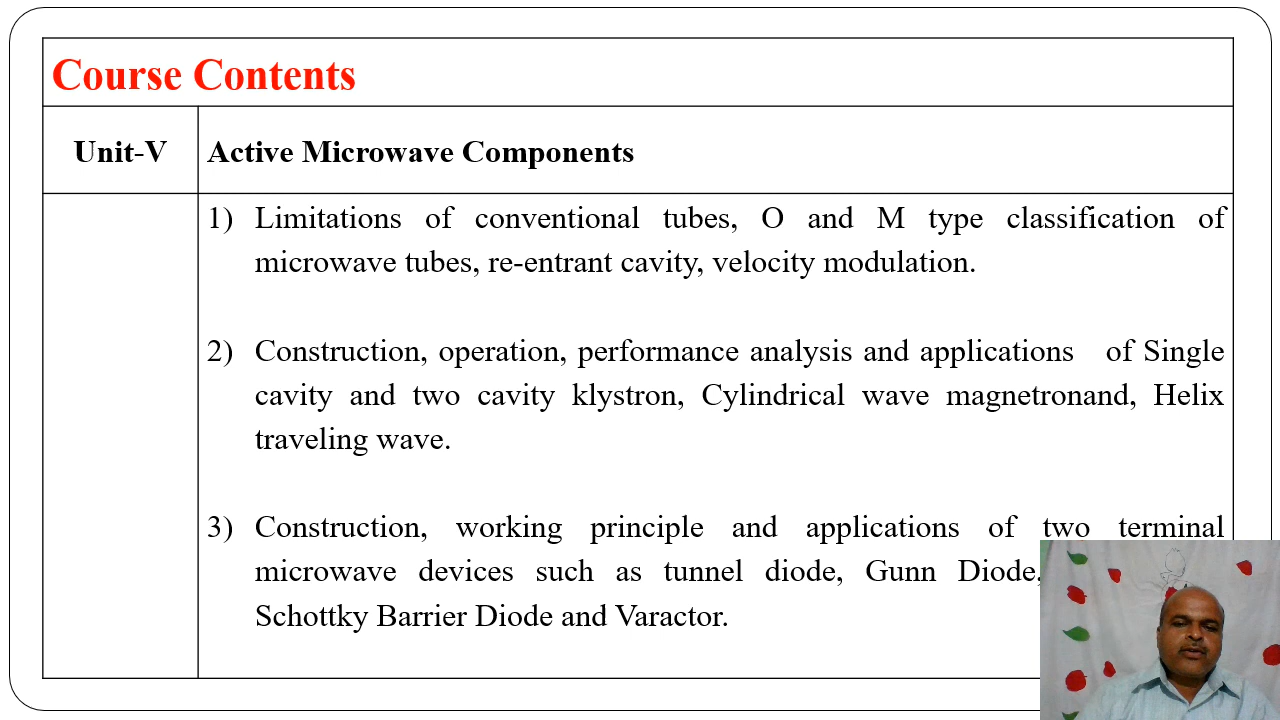 Course Contents
Unit-V
Active Microwave Components
1) Limitations of conventional tubes, O and M type classification of
microwave tubes, re-entrant cavity, velocity modulation.
2) Construction, operation, performance analysis and applications of Single
cavity and two cavity klystron, Cylindrical wave magnetronand, Helix
traveling wave.
3) Construction, working principle and applications of two terminal
microwave devices such as tunnel diode, Gunn Diode,
Schottky Barrier Diode and Varactor.